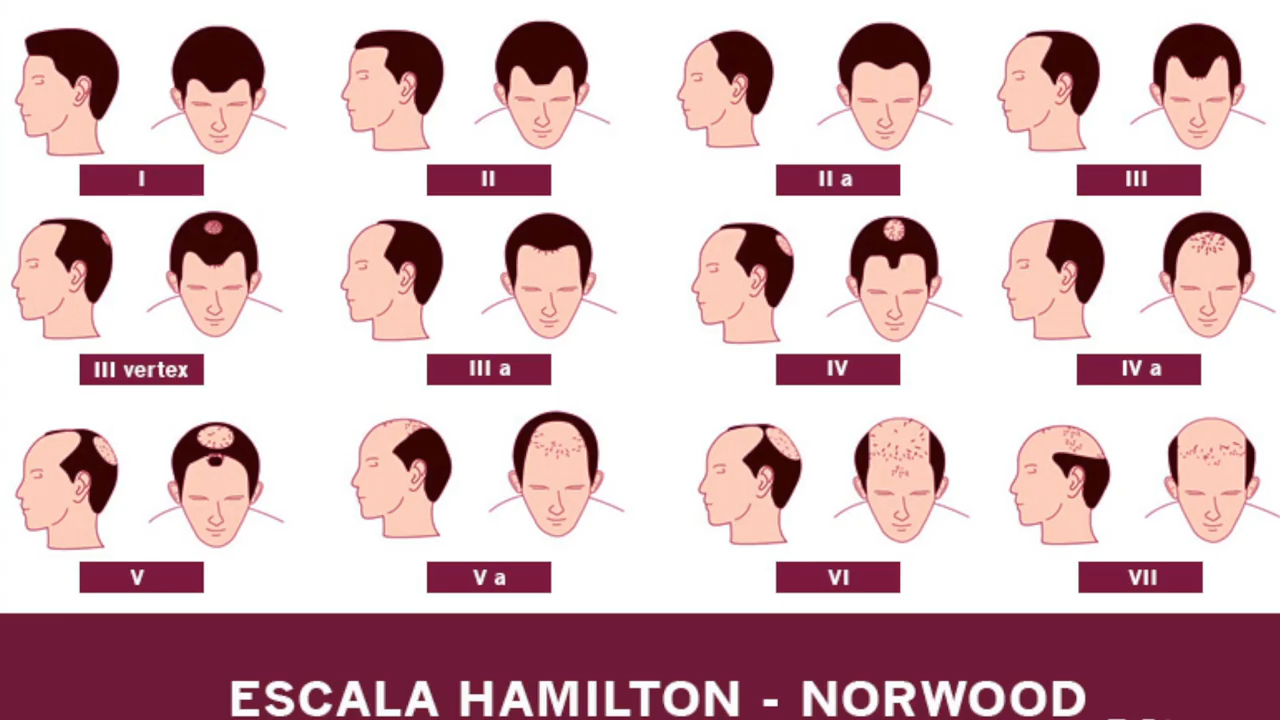 I
II
II a
III
III vertex
III a
IV
IV a
V
V a
VI
VII
ESCALA HAMILTON - NORWOOD